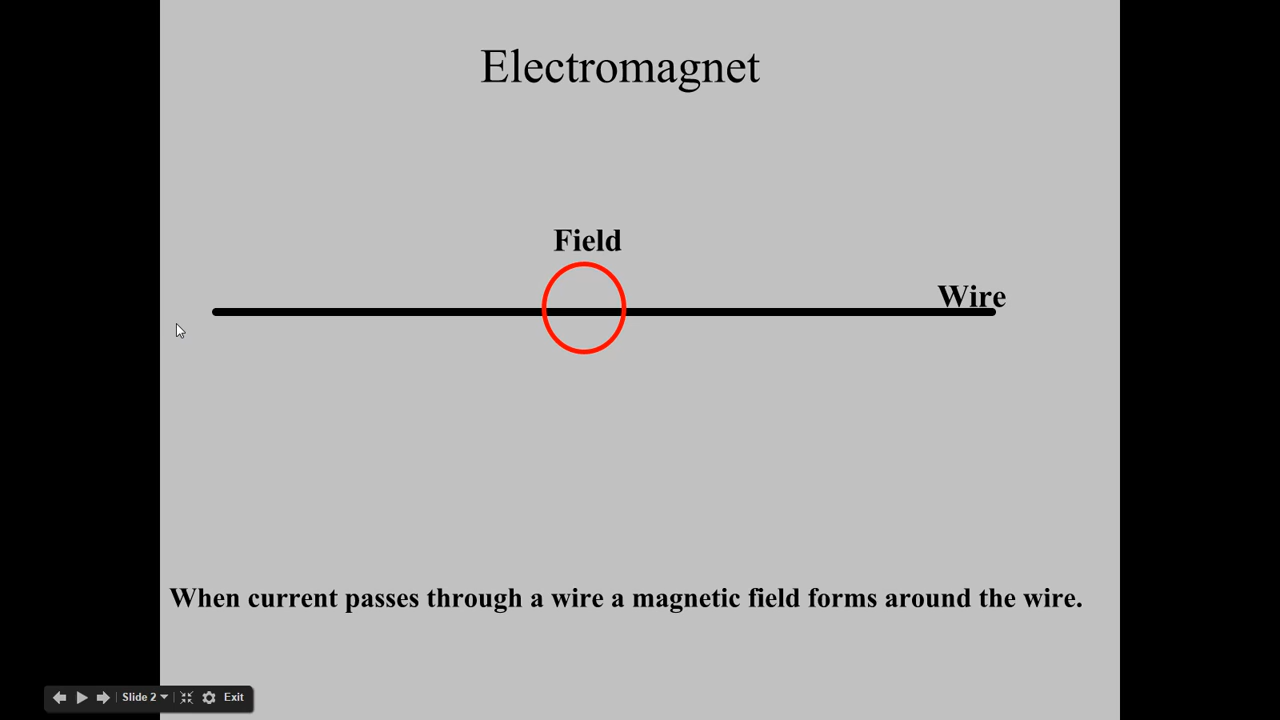 Electromagnet
Field
Wire
When current passes through a wire a magnetic field forms around the wire.
Slide 2 Exit